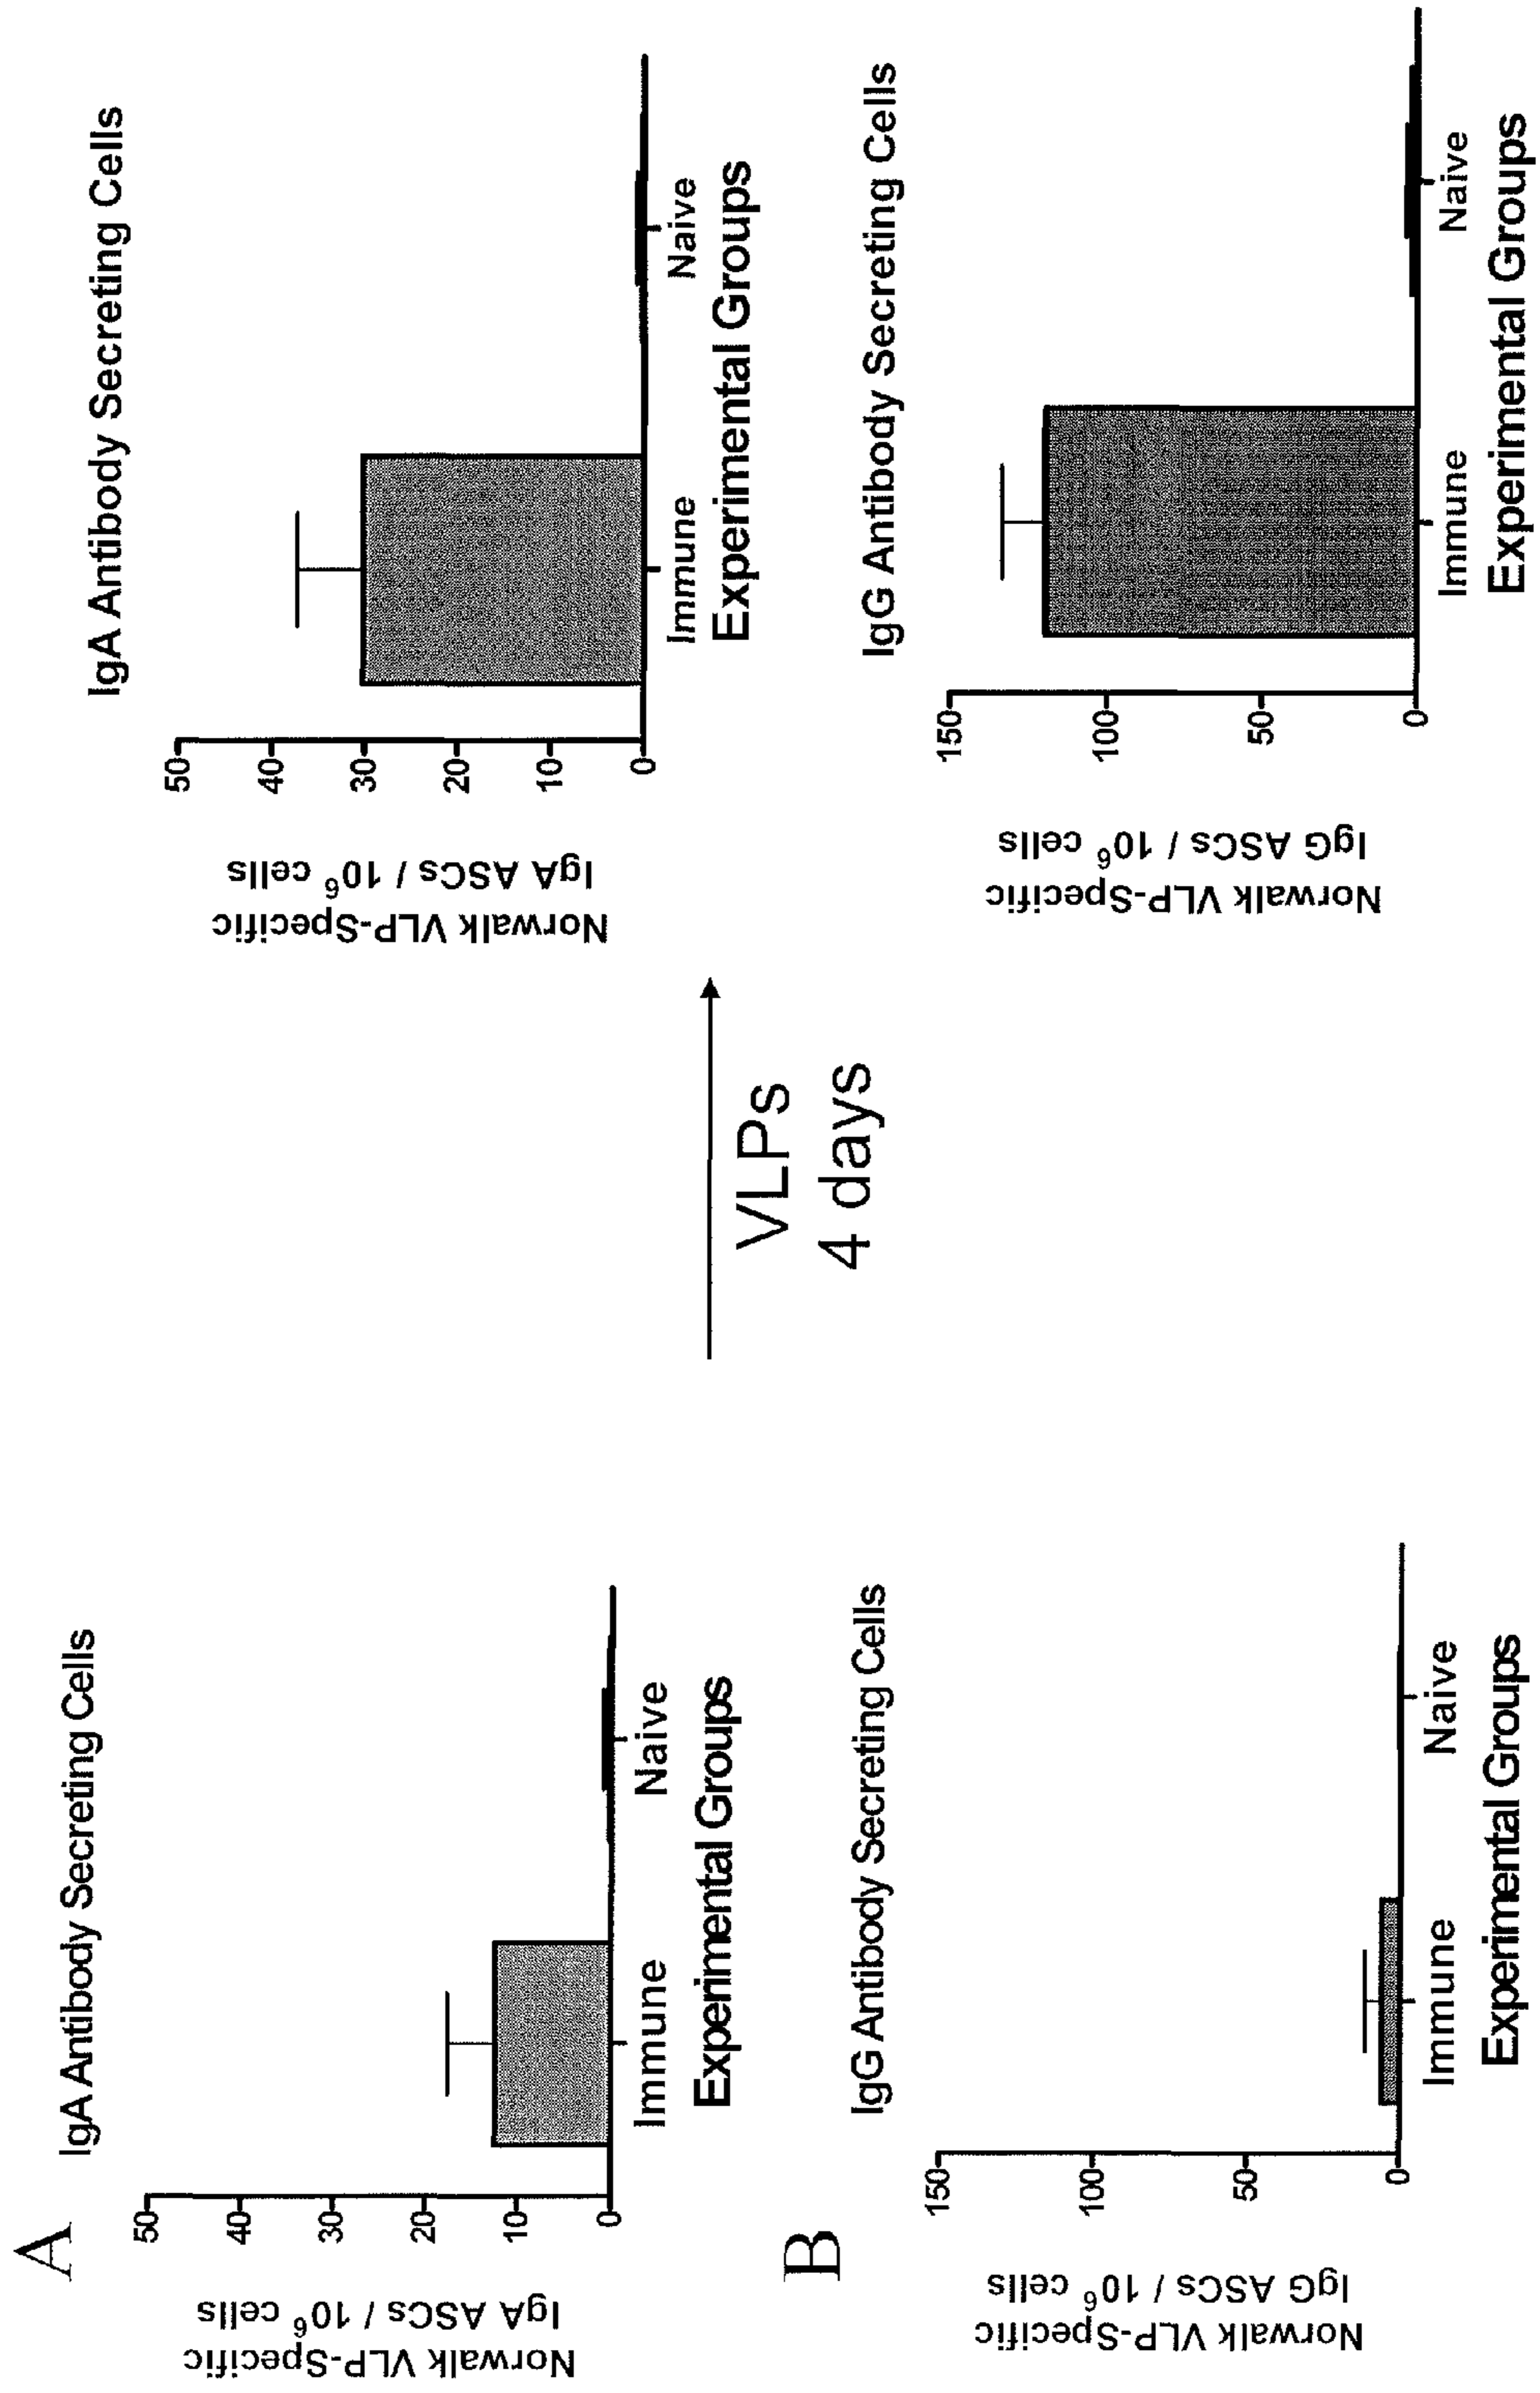 A
IgA Antibody Secreting Cells
Norwalk VLP-Specific
IgA ASCs / 10⁶ cells
50
40
30
20
10
0
Immune
Naive
Experimental Groups
VLPs
4 days
IgA Antibody Secreting Cells
Norwalk VLP-Specific
IgA ASCs / 10⁶ cells
50
40
30
20
10
0
Immune
Naive
Experimental Groups
B
IgG Antibody Secreting Cells
Norwalk VLP-Specific
IgG ASCs / 10⁶ cells
150
100
50
0
Immune
Naive
Experimental Groups
IgG Antibody Secreting Cells
Norwalk VLP-Specific
IgG ASCs / 10⁶ cells
150
100
50
0
Immune
Naive
Experimental Groups